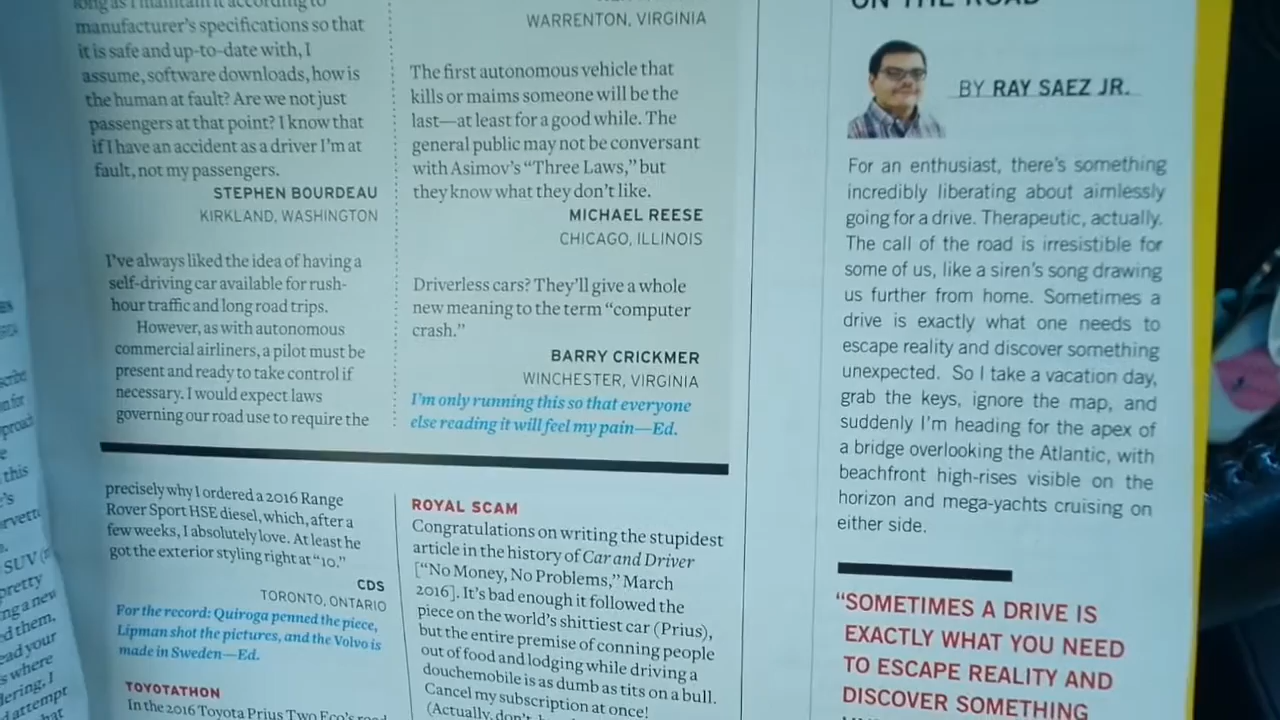 long as I maintain it according to
manufacturer's specifications so that
it is safe and up-to-date with, I
assume, software downloads, how is
the human at fault? Are we not just
passengers at that point? I know that
if I have an accident as a driver I'm at
fault, not my passengers.
STEPHEN BOURDEAU
KIRKLAND, WASHINGTON
I've always liked the idea of having a
self-driving car available for rush-
hour traffic and long road trips.
However, as with autonomous
commercial airliners, a pilot must be
present and ready to take control if
necessary. I would expect laws
governing our road use to require the
WARRENTON, VIRGINIA
The first autonomous vehicle that
kills or maims someone will be the
last—at least for a good while. The
general public may not be conversant
with Asimov's “Three Laws,” but
they know what they don't like.
MICHAEL REESE
CHICAGO, ILLINOIS
Driverless cars? They'll give a whole
new meaning to the term “computer
crash.”
BARRY CRICKMER
WINCHESTER, VIRGINIA
I'm only running this so that everyone
else reading it will feel my pain—Ed.
precisely why I ordered a 2016 Range
Rover Sport HSE diesel, which, after a
few weeks, I absolutely love. At least he
got the exterior styling right at “10.”
CDS
TORONTO, ONTARIO
For the record: Quiroga penned the piece,
Lipman shot the pictures, and the Volvo is
made in Sweden—Ed.
TOYOTATHON
In the 2016 Toyota Prius Two Eco's road
ROYAL SCAM
Congratulations on writing the stupidest
article in the history of Car and Driver
[“No Money, No Problems,” March
2016]. It's bad enough it followed the
piece on the world's shittiest car (Prius),
but the entire premise of conning people
out of food and lodging while driving a
douchemobile is as dumb as tits on a bull.
Cancel my subscription at once!
(Actually, don't
ON THE ROAD
BY RAY SAEZ JR.
For an enthusiast, there's something
incredibly liberating about aimlessly
going for a drive. Therapeutic, actually.
The call of the road is irresistible for
some of us, like a siren's song drawing
us further from home. Sometimes a
drive is exactly what one needs to
escape reality and discover something
unexpected. So I take a vacation day,
grab the keys, ignore the map, and
suddenly I'm heading for the apex of
a bridge overlooking the Atlantic, with
beachfront high-rises visible on the
horizon and mega-yachts cruising on
either side.
“SOMETIMES A DRIVE IS
EXACTLY WHAT YOU NEED
TO ESCAPE REALITY AND
DISCOVER SOMETHING